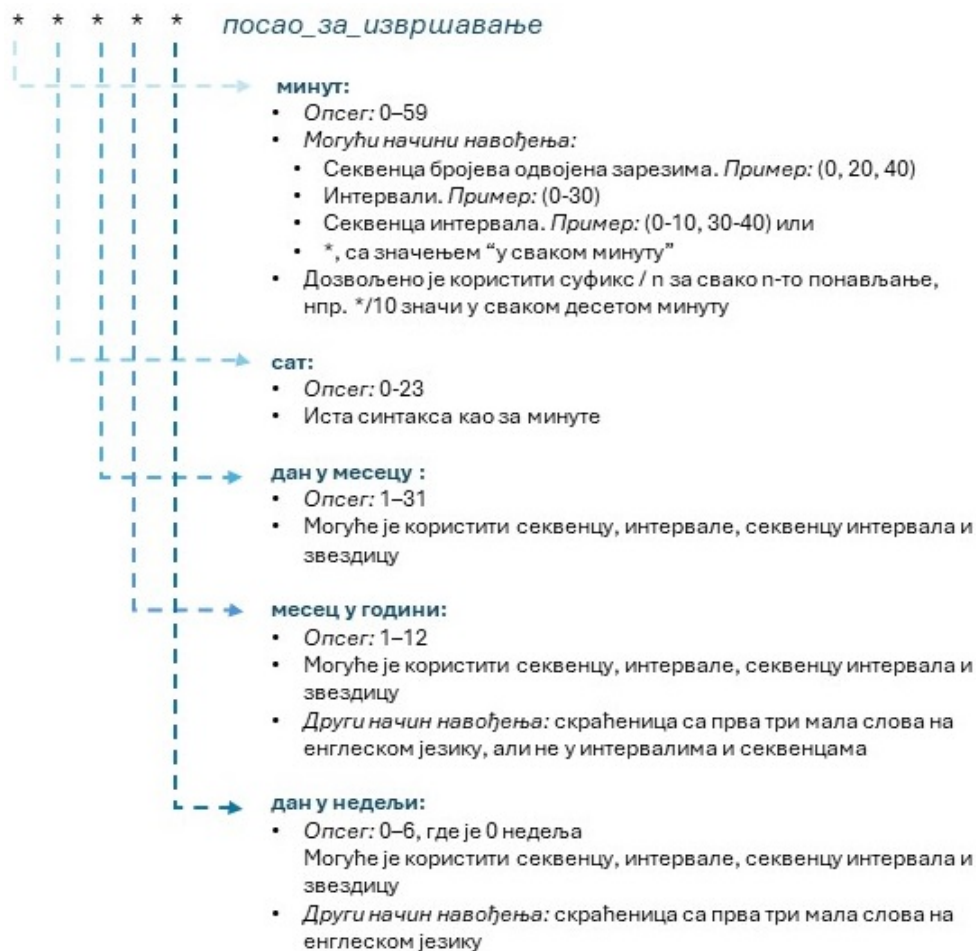 * * * * * посао_за_извршавање
минут:
• Опсег: 0–59
• Могући начини навођења:
• Секвенца бројева одвојена зарезима. Пример: (0, 20, 40)
• Интервали. Пример: (0-30)
• Секвенца интервала. Пример: (0-10, 30-40) или
• *, са значењем “у сваком минуту”
• Дозвољено је користити суфикс / n за свако n-то понављање,
нпр. */10 значи у сваком десетом минуту
сат:
• Опсег: 0-23
• Иста синтакса као за минуте
дан у месецу :
• Опсег: 1–31
• Могуће је користити секвенцу, интервале, секвенцу интервала и
звездицу
месец у години:
• Опсег: 1–12
• Могуће је користити секвенцу, интервале, секвенцу интервала и
звездицу
• Други начин навођења: скраћеница са прва три мала слова на
енглеском језику, али не у интервалима и секвенцама
дан у недељи:
• Опсег: 0–6, где је 0 недеља
Могуће је користити секвенцу, интервале, секвенцу интервала и
звездицу
• Други начин навођења: скраћеница са прва три мала слова на
енглеском језику